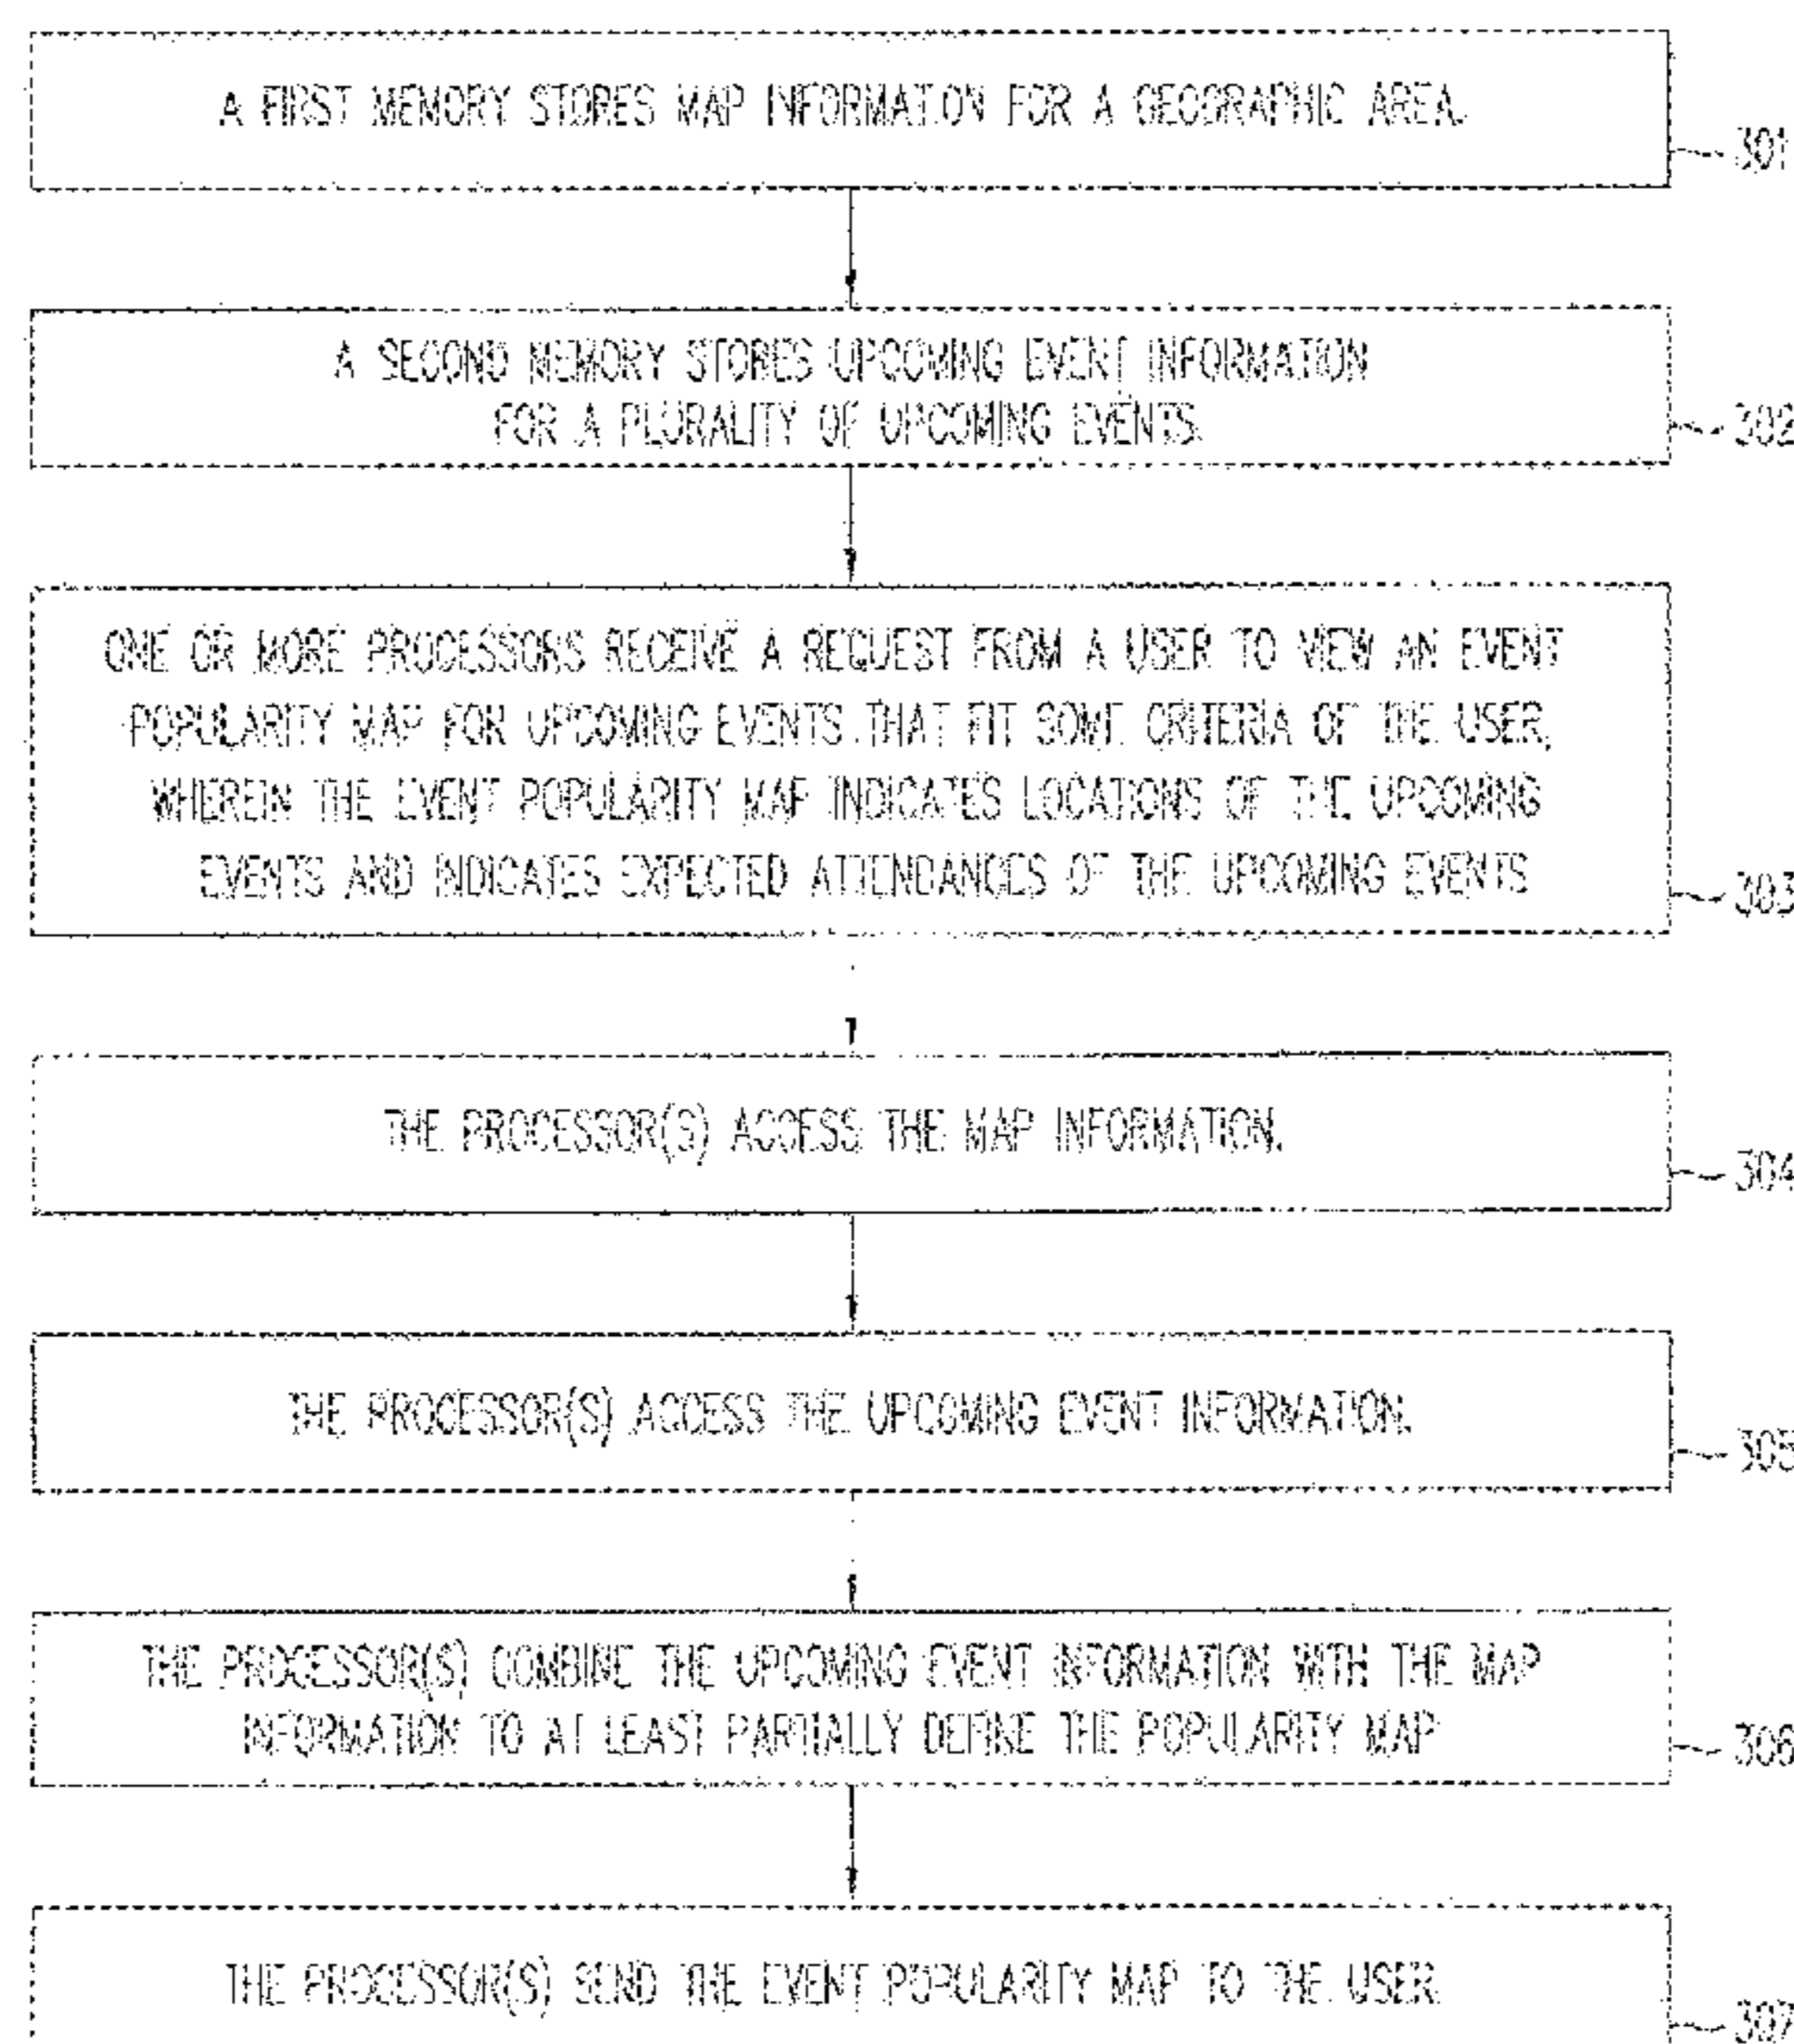 A FIRST MEMORY STORES MAP INFORMATION FOR A GEOGRAPHIC AREA.
301
A SECOND MEMORY STORES UPCOMING EVENT INFORMATION
FOR A PLURALITY OF UPCOMING EVENTS.
302
ONE OR MORE PROCESSORS RECEIVE A REQUEST FROM A USER TO VIEW AN EVENT
POPULARITY MAP FOR UPCOMING EVENTS THAT FIT SOME CRITERIA OF THE USER,
WHEREIN THE EVENT POPULARITY MAP INDICATES LOCATIONS OF THE UPCOMING
EVENTS AND INDICATES EXPECTED ATTENDANCES OF THE UPCOMING EVENTS
303
THE PROCESSOR(S) ACCESS THE MAP INFORMATION.
304
THE PROCESSOR(S) ACCESS THE UPCOMING EVENT INFORMATION.
305
THE PROCESSOR(S) COMBINE THE UPCOMING EVENT INFORMATION WITH THE MAP
INFORMATION TO AT LEAST PARTIALLY DEFINE THE POPULARITY MAP
306
THE PROCESSOR(S) SEND THE EVENT POPULARITY MAP TO THE USER.
307